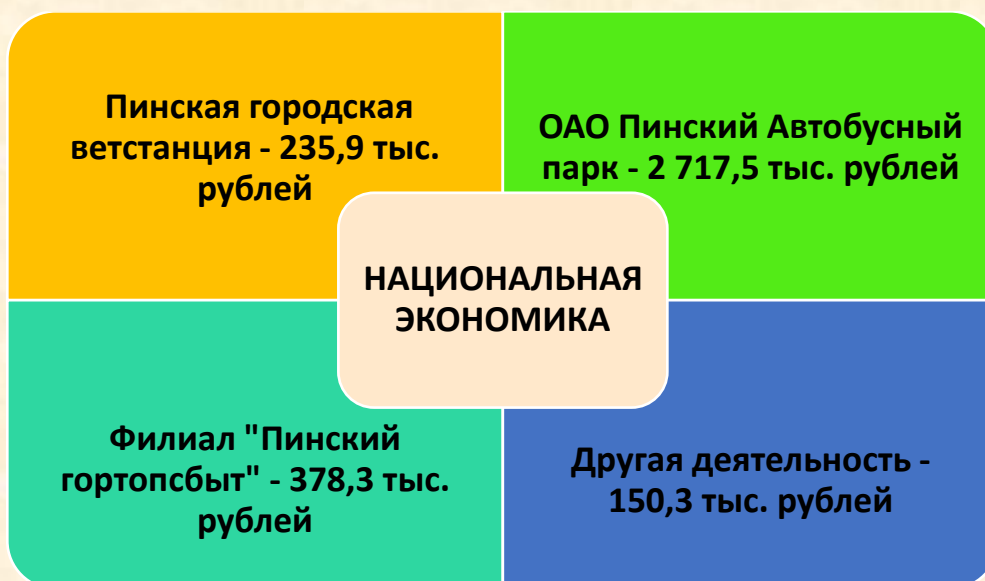 Пинская городская
ветстанция - 235,9 тыс.
рублей
ОАО Пинский Автобусный
парк - 2 717,5 тыс. рублей
НАЦИОНАЛЬНАЯ
ЭКОНОМИКА
Филиал "Пинский
гортопсбыт" - 378,3 тыс.
рублей
Другая деятельность -
150,3 тыс. рублей